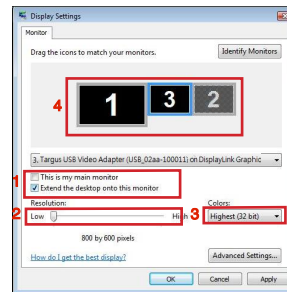 Display Settings
Monitor
Drag the icons to match your monitors.
Identify Monitors
4
1
3
2
3. Targus USB Video Adapter (USB_02aa-100011) on DisplayLink Graphic
1
This is my main monitor
Extend the desktop onto this monitor
Resolution:
Colors:
2
Low
High
3
Highest (32 bit)
800 by 600 pixels
How do I get the best display?
Advanced Settings...
OK
Cancel
Apply